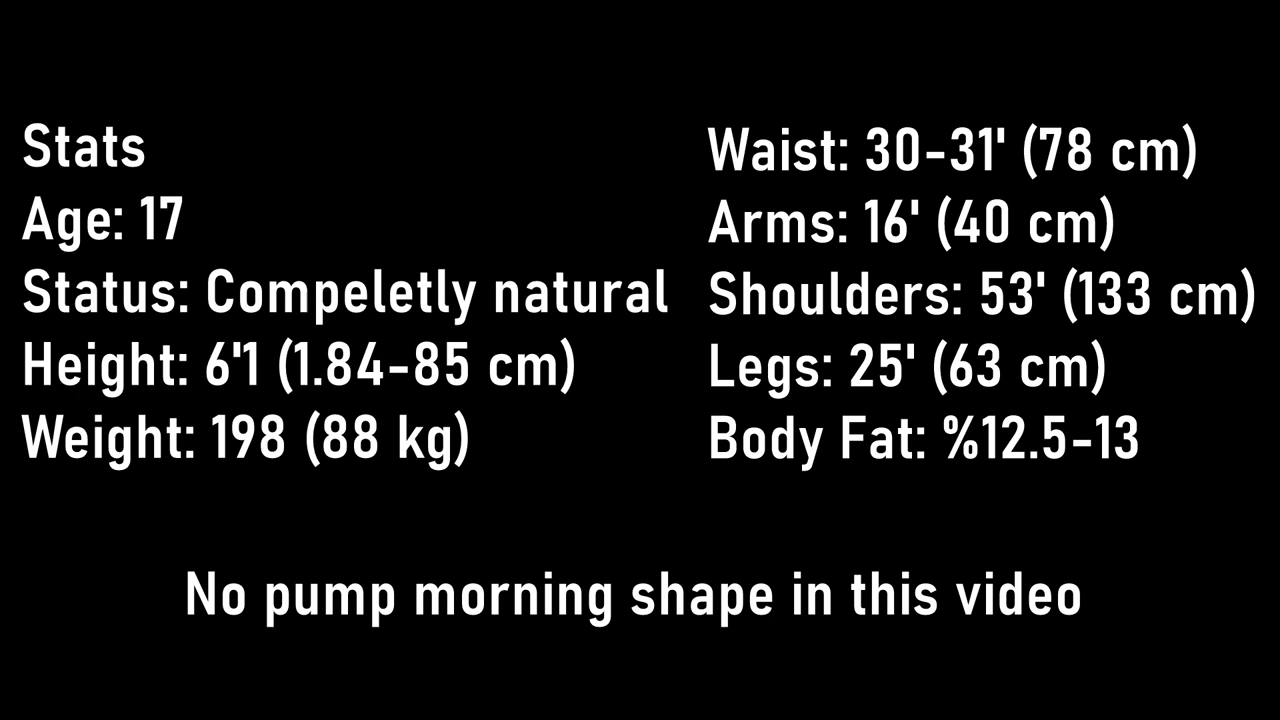 Stats
Age: 17
Status: Compeletly natural
Height: 6'1 (1.84-85 cm)
Weight: 198 (88 kg)
Waist: 30-31' (78 cm)
Arms: 16' (40 cm)
Shoulders: 53' (133 cm)
Legs: 25' (63 cm)
Body Fat: %12.5-13
No pump morning shape in this video